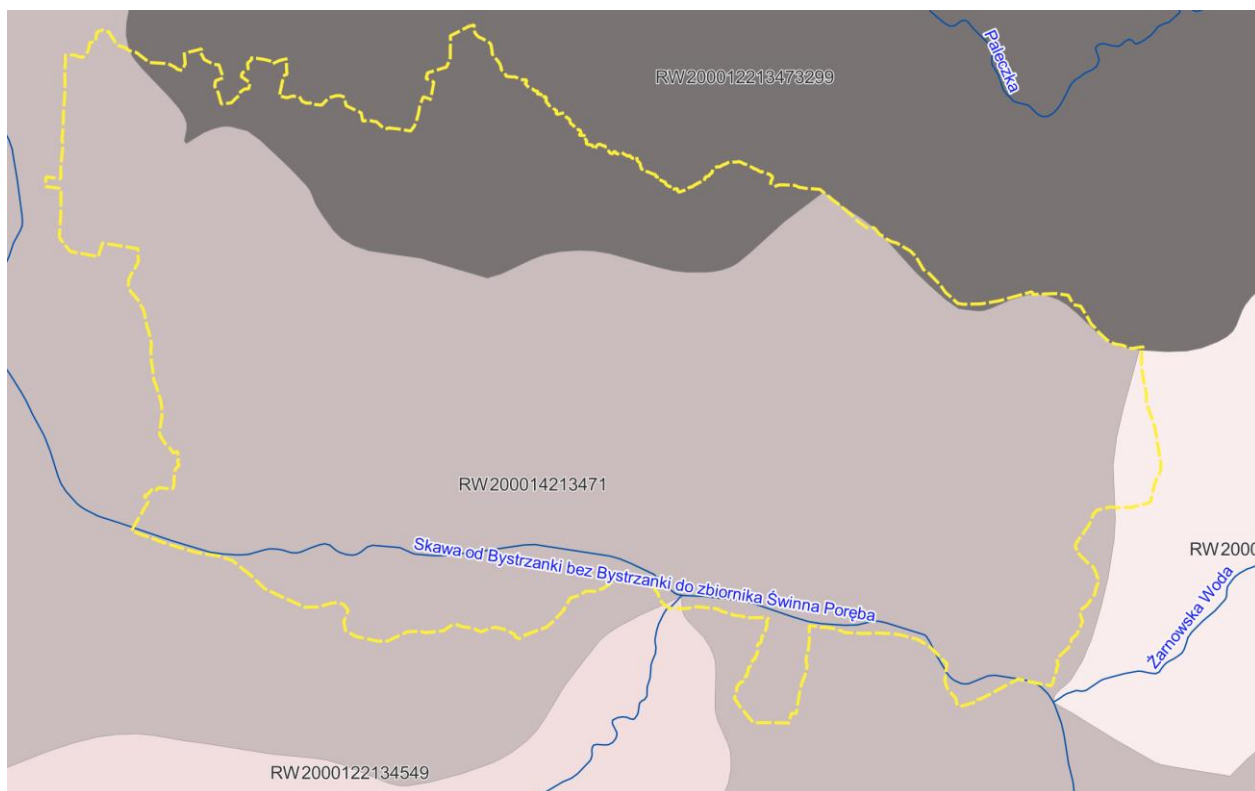 Paleczka
RW200012213473299
RW200014213471
Skawa od Bystrzanki bez Bystrzanki do zbiornika Świnna Poręba
RW2000
Żarnowska Woda
RW2000122134549